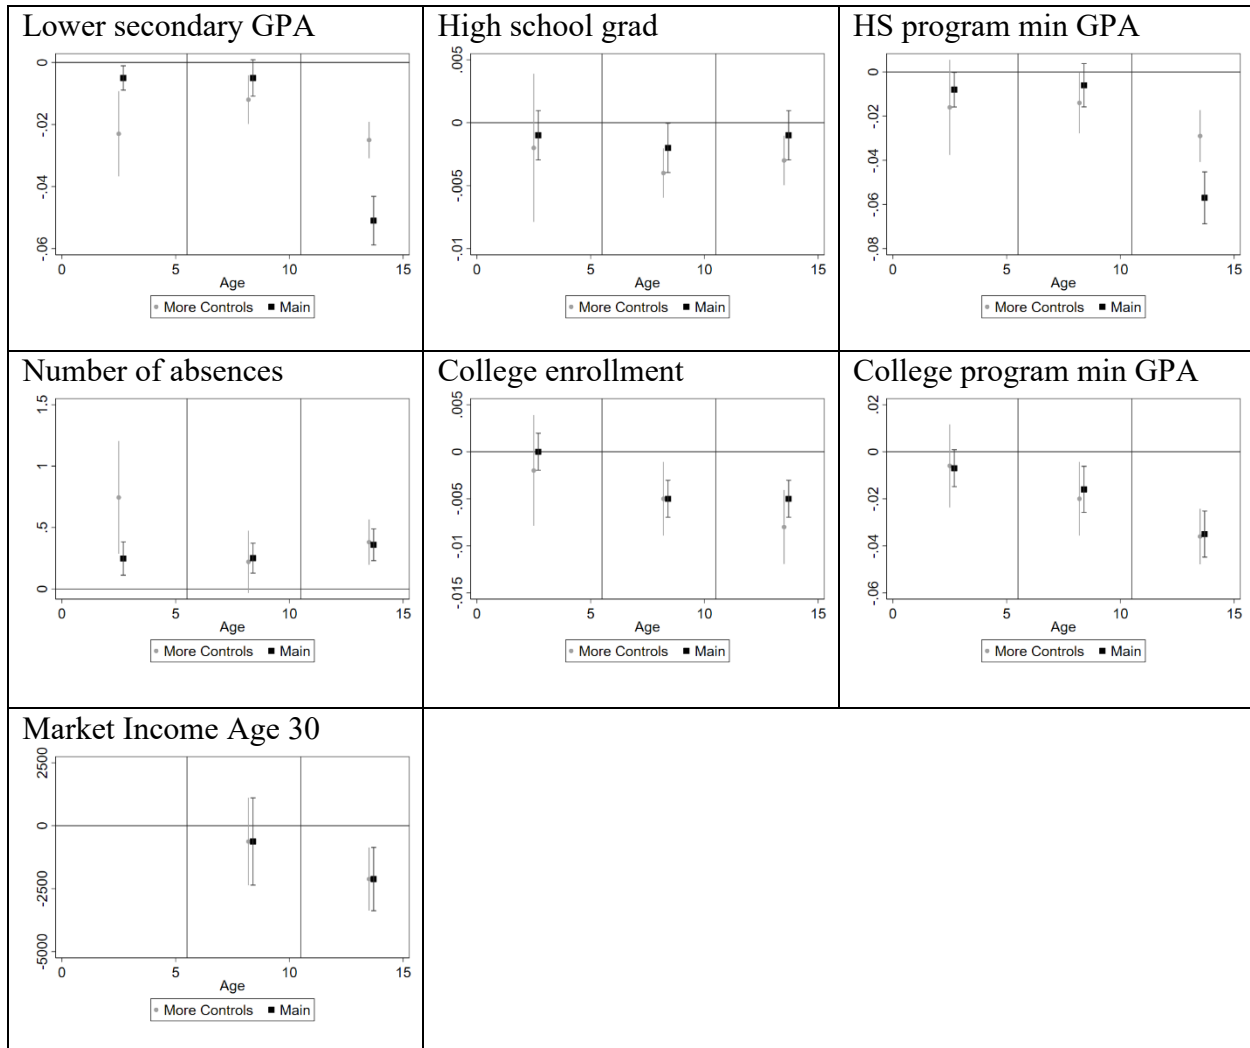 Lower secondary GPA
0
-.02
-.04
-.06
0 5 10 15
Age
More Controls Main
High school grad
.005
0
-.005
-.01
0 5 10 15
Age
More Controls Main
HS program min GPA
0
-.02
-.04
-.06
-.08
0 5 10 15
Age
More Controls Main
Number of absences
1.5
1
.5
0
0 5 10 15
Age
More Controls Main
College enrollment
.005
0
-.005
-.01
-.015
0 5 10 15
Age
More Controls Main
College program min GPA
.02
0
-.02
-.04
-.06
0 5 10 15
Age
More Controls Main
Market Income Age 30
2500
0
-2500
-5000
0 5 10 15
Age
More Controls Main